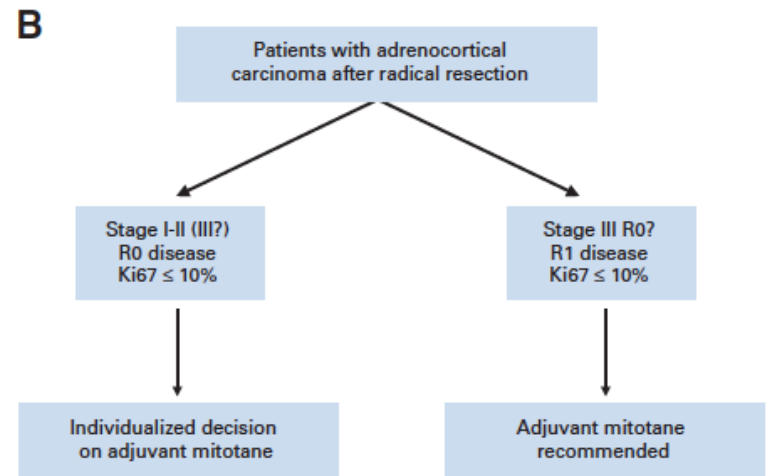 B
Patients with adrenocortical
carcinoma after radical resection
Stage I-II (III?)
R0 disease
Ki67 ≤ 10%
Stage III R0?
R1 disease
Ki67 ≤ 10%
Individualized decision
on adjuvant mitotane
Adjuvant mitotane
recommended